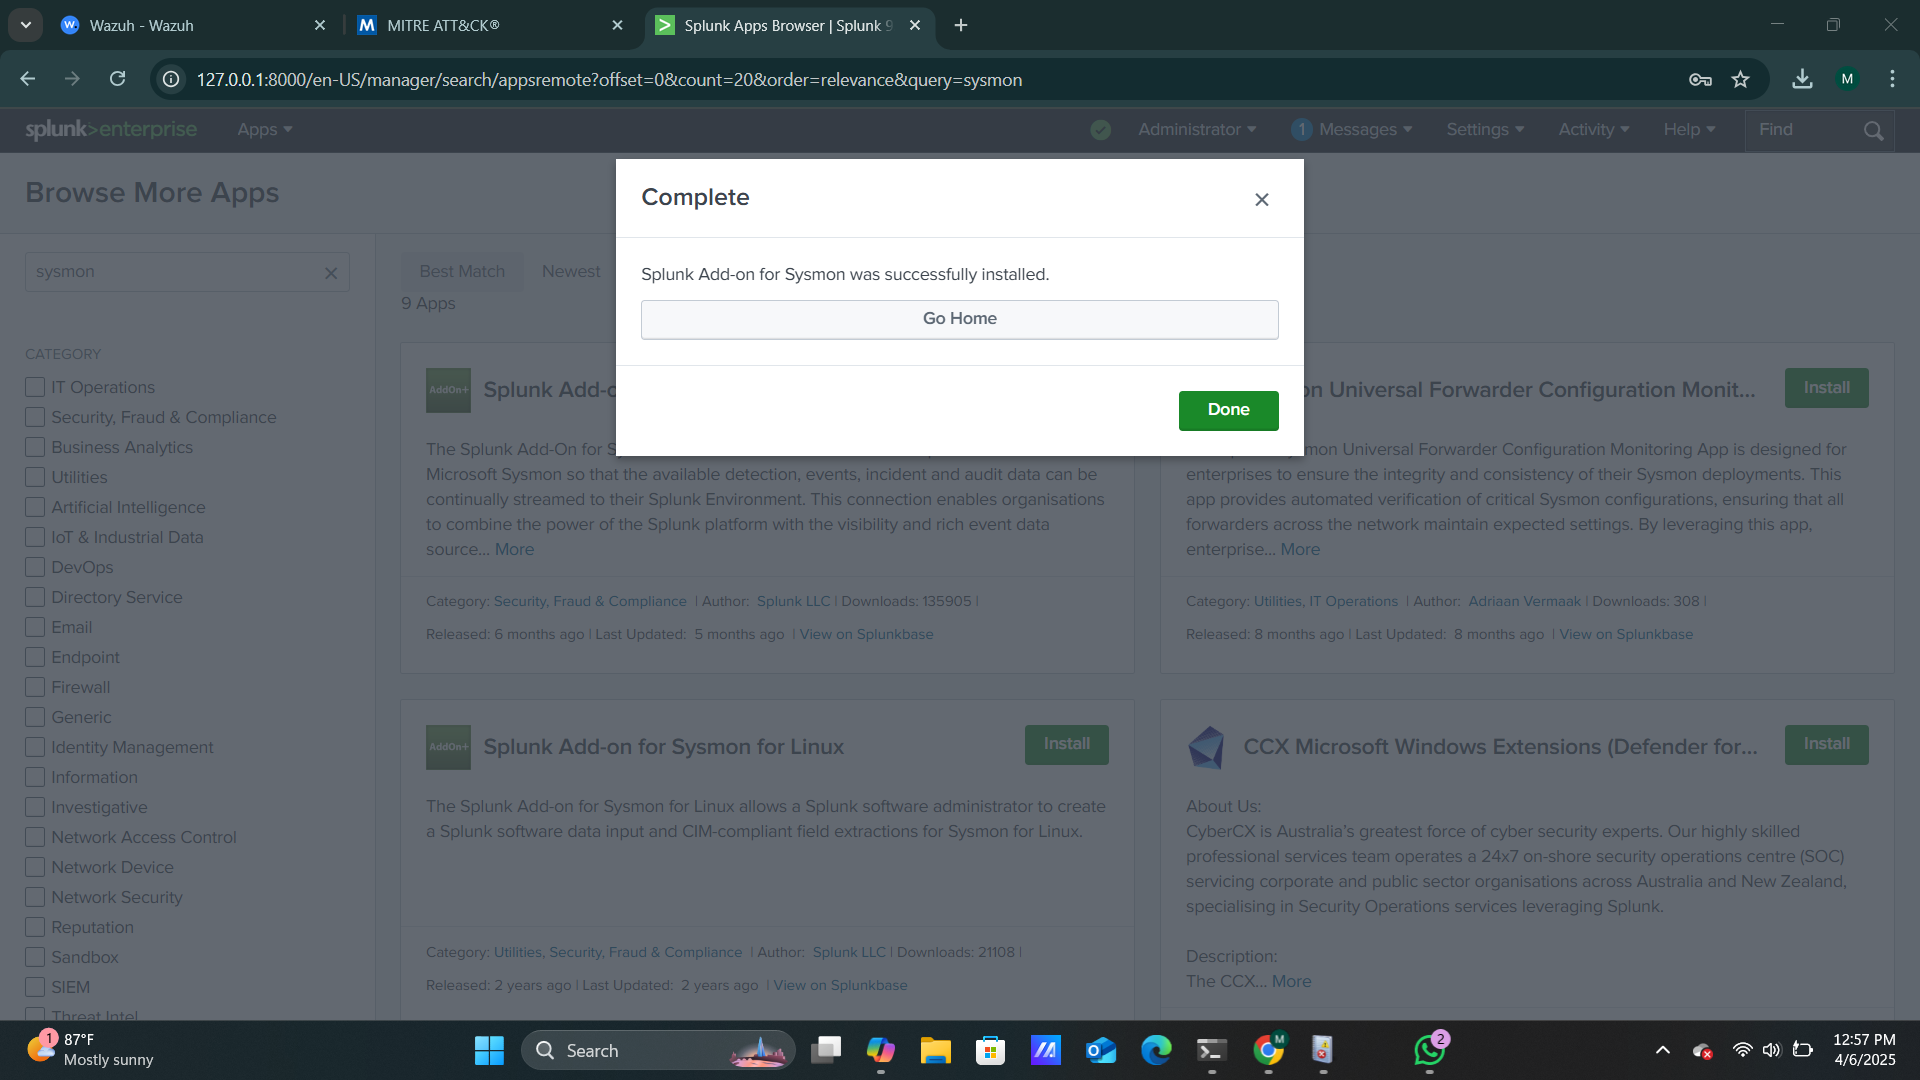 Wazuh - Wazuh
MITRE ATT&CK®
Splunk Apps Browser | Splunk 9
127.0.0.1:8000/en-US/manager/search/appsremote?offset=0&count=20&order=relevance&query=sysmon
M
splunk>enterprise
Apps
Administrator
1
Messages
Settings
Activity
Help
Find
Browse More Apps
Complete
Splunk Add-on for Sysmon was successfully installed.
Go Home
Done
sysmon
Best Match
Newest
9 Apps
CATEGORY
IT Operations
Security, Fraud & Compliance
Business Analytics
Utilities
Artificial Intelligence
IoT & Industrial Data
DevOps
Directory Service
Email
Endpoint
Firewall
Generic
Identity Management
Information
Investigative
Network Access Control
Network Device
Network Security
Reputation
Sandbox
SIEM
Threat Intel
AddOn+
Splunk
The Splunk Add-On for
Microsoft Sysmon so that the available detection, events, incident and audit data can be
continually streamed to their Splunk Environment. This connection enables organisations
to combine the power of the Splunk platform with the visibility and rich event data
source... More
Category: Security, Fraud & Compliance | Author: Splunk LLC | Downloads: 135905 |
Released: 6 months ago | Last Updated: 5 months ago | View on Splunkbase
Universal Forwarder Configuration Monit...
Install
Universal Forwarder Configuration Monitoring App is designed for
enterprises to ensure the integrity and consistency of their Sysmon deployments. This
app provides automated verification of critical Sysmon configurations, ensuring that all
forwarders across the network maintain expected settings. By leveraging this app,
enterprise... More
Category: Utilities, IT Operations | Author: Adriaan Vermaak | Downloads: 308 |
Released: 8 months ago | Last Updated: 8 months ago | View on Splunkbase
AddOn+
Splunk Add-on for Sysmon for Linux
Install
The Splunk Add-on for Sysmon for Linux allows a Splunk software administrator to create
a Splunk software data input and CIM-compliant field extractions for Sysmon for Linux.
Category: Utilities, Security, Fraud & Compliance | Author: Splunk LLC | Downloads: 21108 |
Released: 2 years ago | Last Updated: 2 years ago | View on Splunkbase
CCX Microsoft Windows Extensions (Defender for...
Install
About Us:
CyberCX is Australia's greatest force of cyber security experts. Our highly skilled
professional services team operates a 24x7 on-shore security operations centre (SOC)
servicing corporate and public sector organisations across Australia and New Zealand,
specialising in Security Operations services leveraging Splunk.
Description:
The CCX... More
1
87°F
Mostly sunny
Search
M
2
12:57 PM
4/6/2025